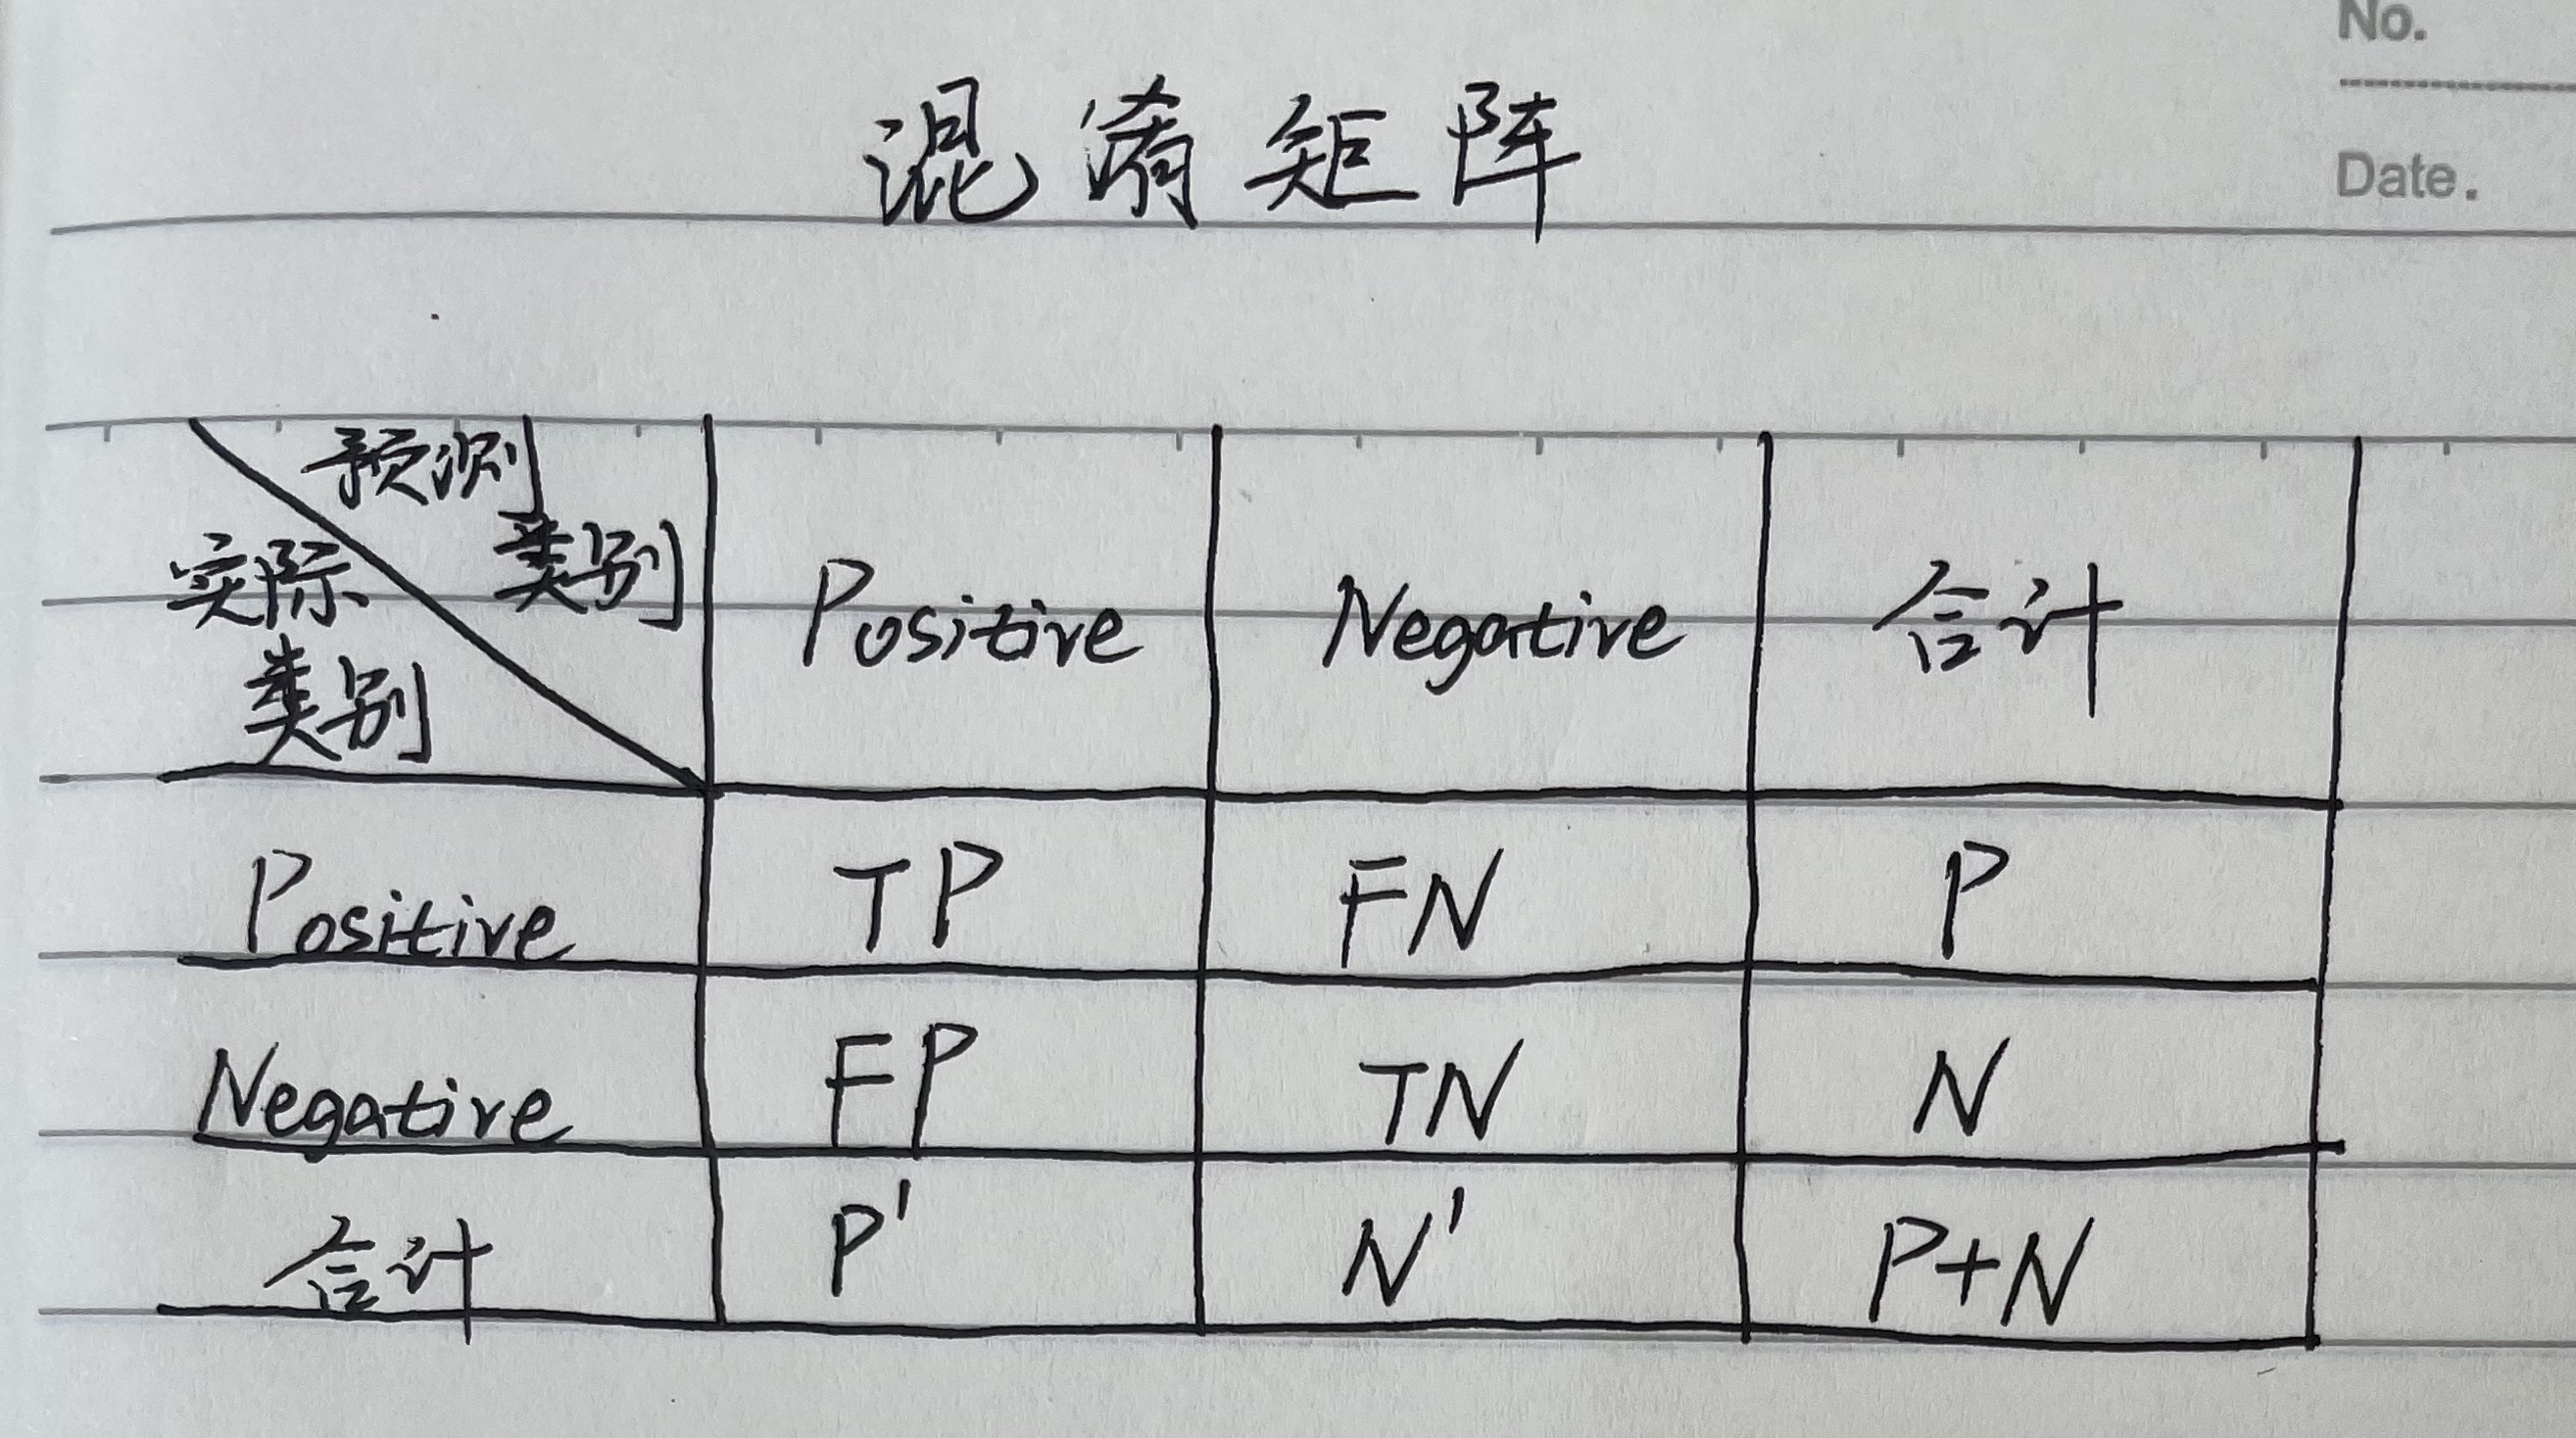 No.
Date.
混淆矩阵
预测
类别
实际
类别
Positive Negative 合计
Positive TP FN P
Negative FP TN N
合计 P' N' P+N